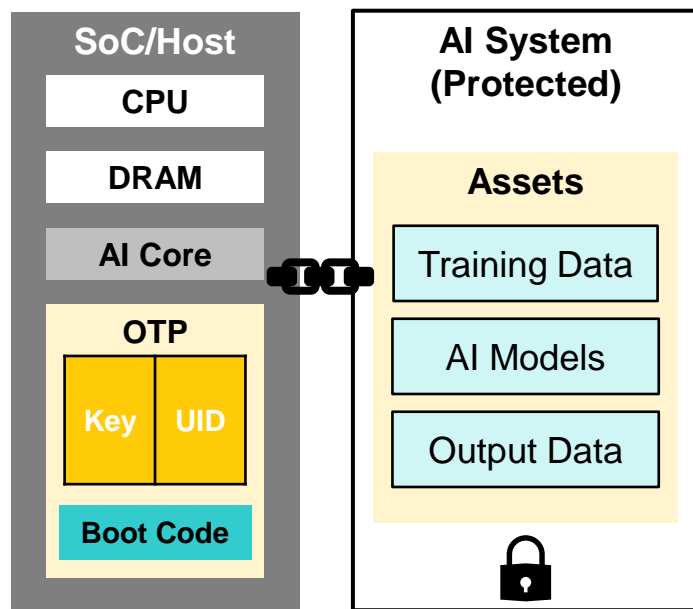 SoC/Host
CPU
DRAM
AI Core
OTP
Key
UID
Boot Code
AI System
(Protected)
Assets
Training Data
AI Models
Output Data